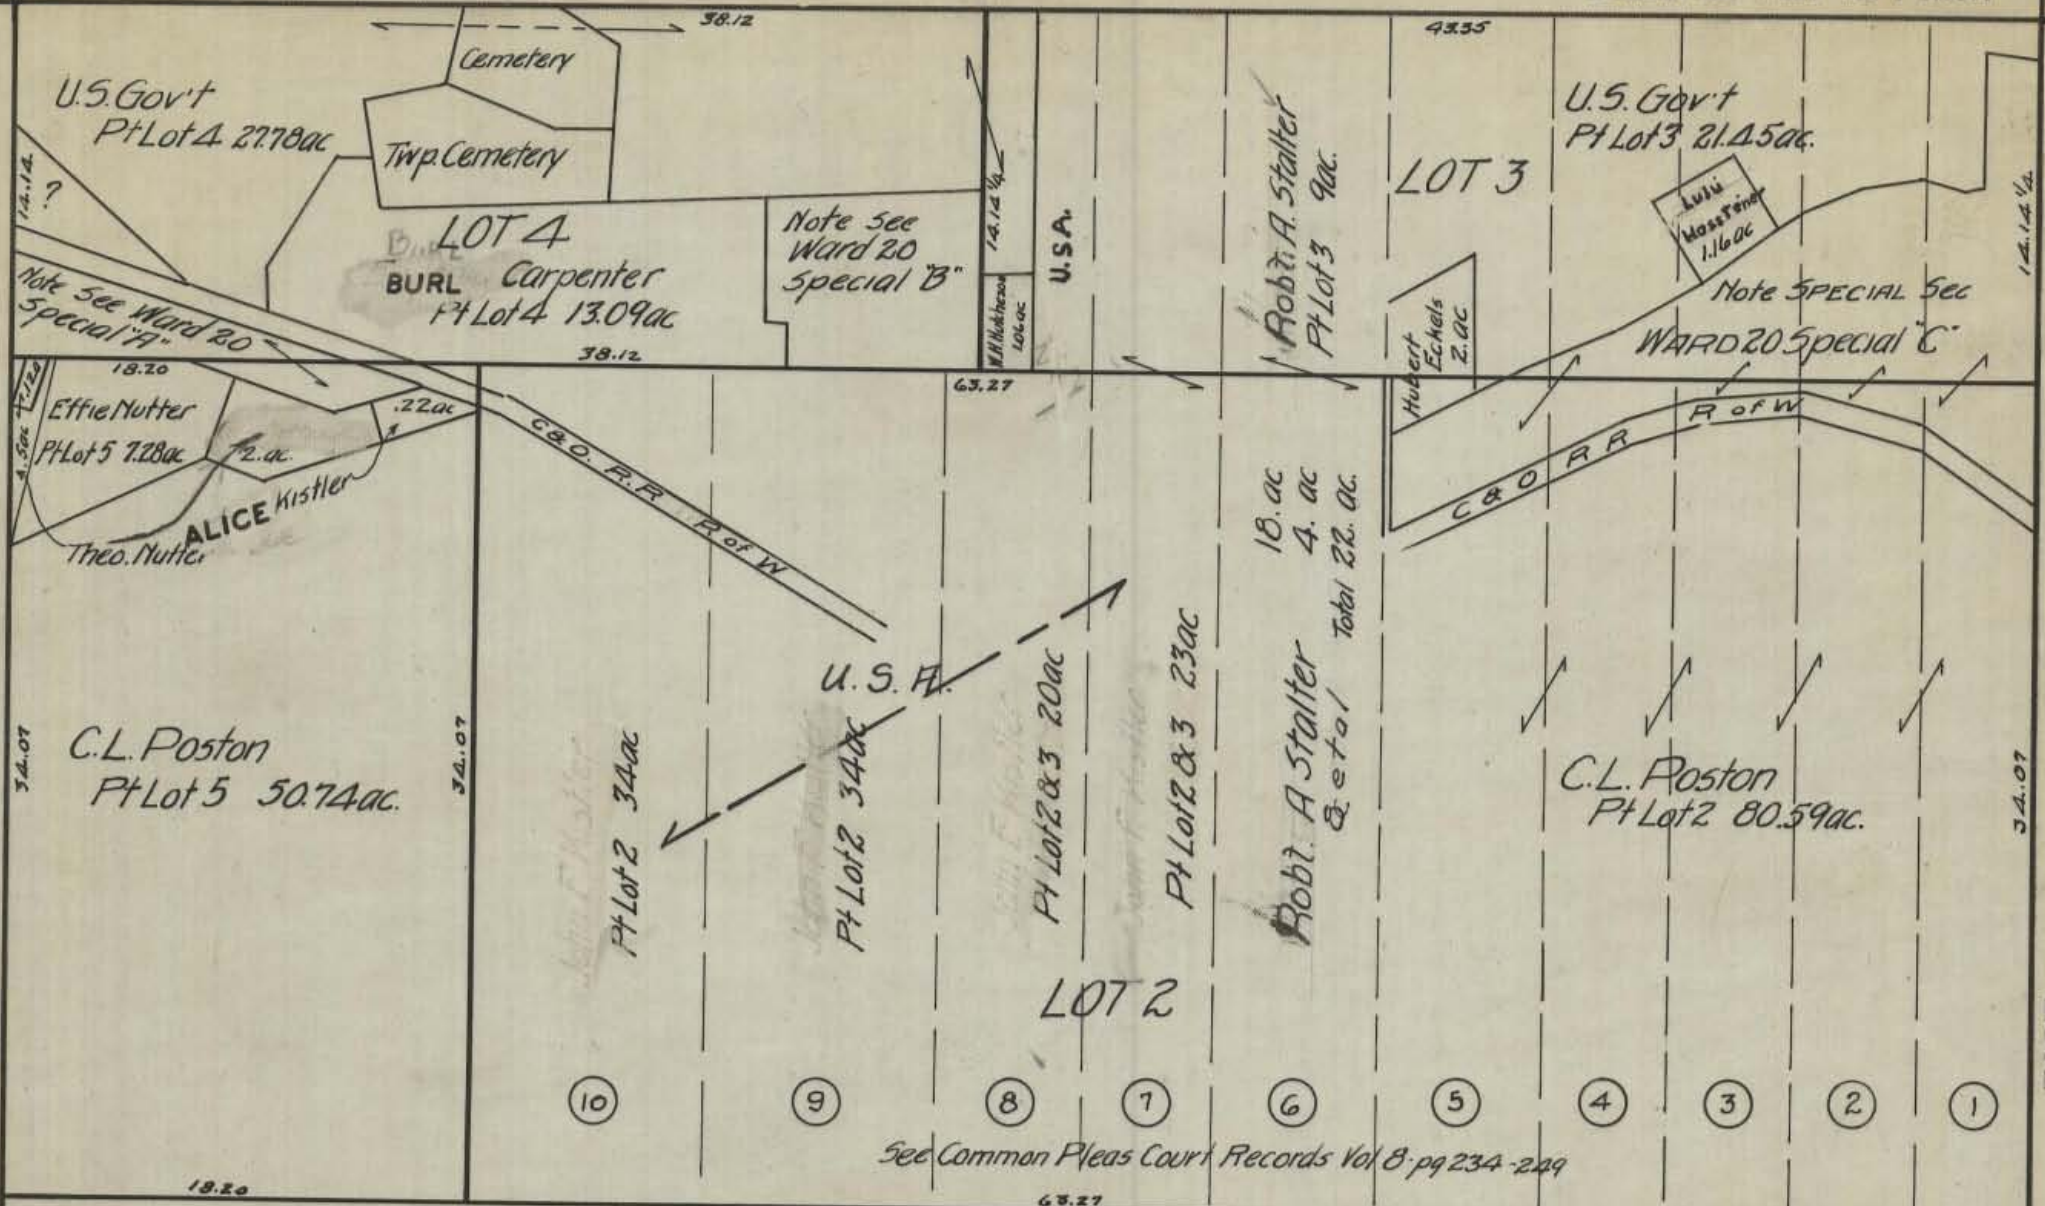 38.12
43.35
Cemetery
U.S. Gov't
Pt Lot 4 27.78ac
Twp. Cemetery
14.14
?
LOT 4
BURL Carpenter
Pt Lot 4 13.09ac
38.12
Note See
Ward 20
Special "B"
Note See Ward 20
Special "A"
14.14 1/4
1.06ac
U.S.A.
Robt. A. Stalter
Pt Lot 3 9ac.
LOT 3
U.S. Gov't
Pt Lot 3 21.45ac.
Lulu
1.16ac
14.14 1/4
Hubert
Eckels
2.ac
Note SPECIAL Sec
WARD 20 Special "C"
18.20
63.27
Effie Nutter
Pt Lot 5 7.28ac
2.ac.
.22ac
ALICE Kistler
Theo. Nutter
C&O. R.R R of W
C & O R R R of W
18.ac
4. ac
Total 22. ac.
Robt. A Stalter
& etal
U.S.A.
34.07
C.L. Poston
Pt Lot 5 50.74ac.
34.07
Pt Lot 2 34ac
Pt Lot 2 34ac
Pt Lot 2 & 3 20ac
Pt Lot 2 & 3 23ac
C.L. Poston
Pt Lot 2 80.59ac.
34.07
LOT 2
10 9 8 7 6 5 4 3 2 1
See Common Pleas Court Records Vol 8 pg 234-249
18.20
63.27